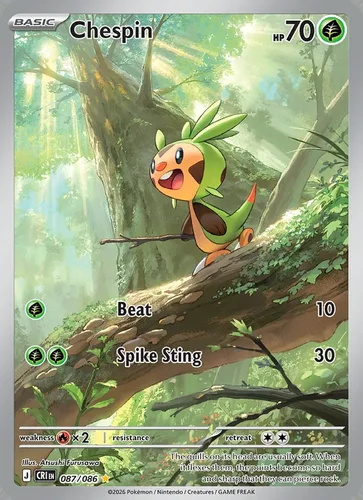 BASIC Chespin HP 70
Beat 10
Spike Sting 30
weakness × 2 resistance retreat
Illus. Atsushi Furusawa
J CRI EN 087/086
The quills on its head are usually soft. When it
flexes them, the points become so hard
and sharp that they can pierce rock.
©2026 Pokémon / Nintendo / Creatures / GAME FREAK